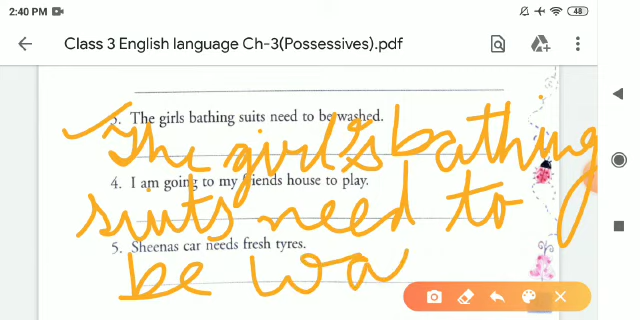 2:40 PM
48
Class 3 English language Ch-3(Possessives).pdf
3. The girls bathing suits need to be washed.
The girl's bathing
4. I am going to my friends house to play.
suits need to
5. Sheenas car needs fresh tyres.
be wa